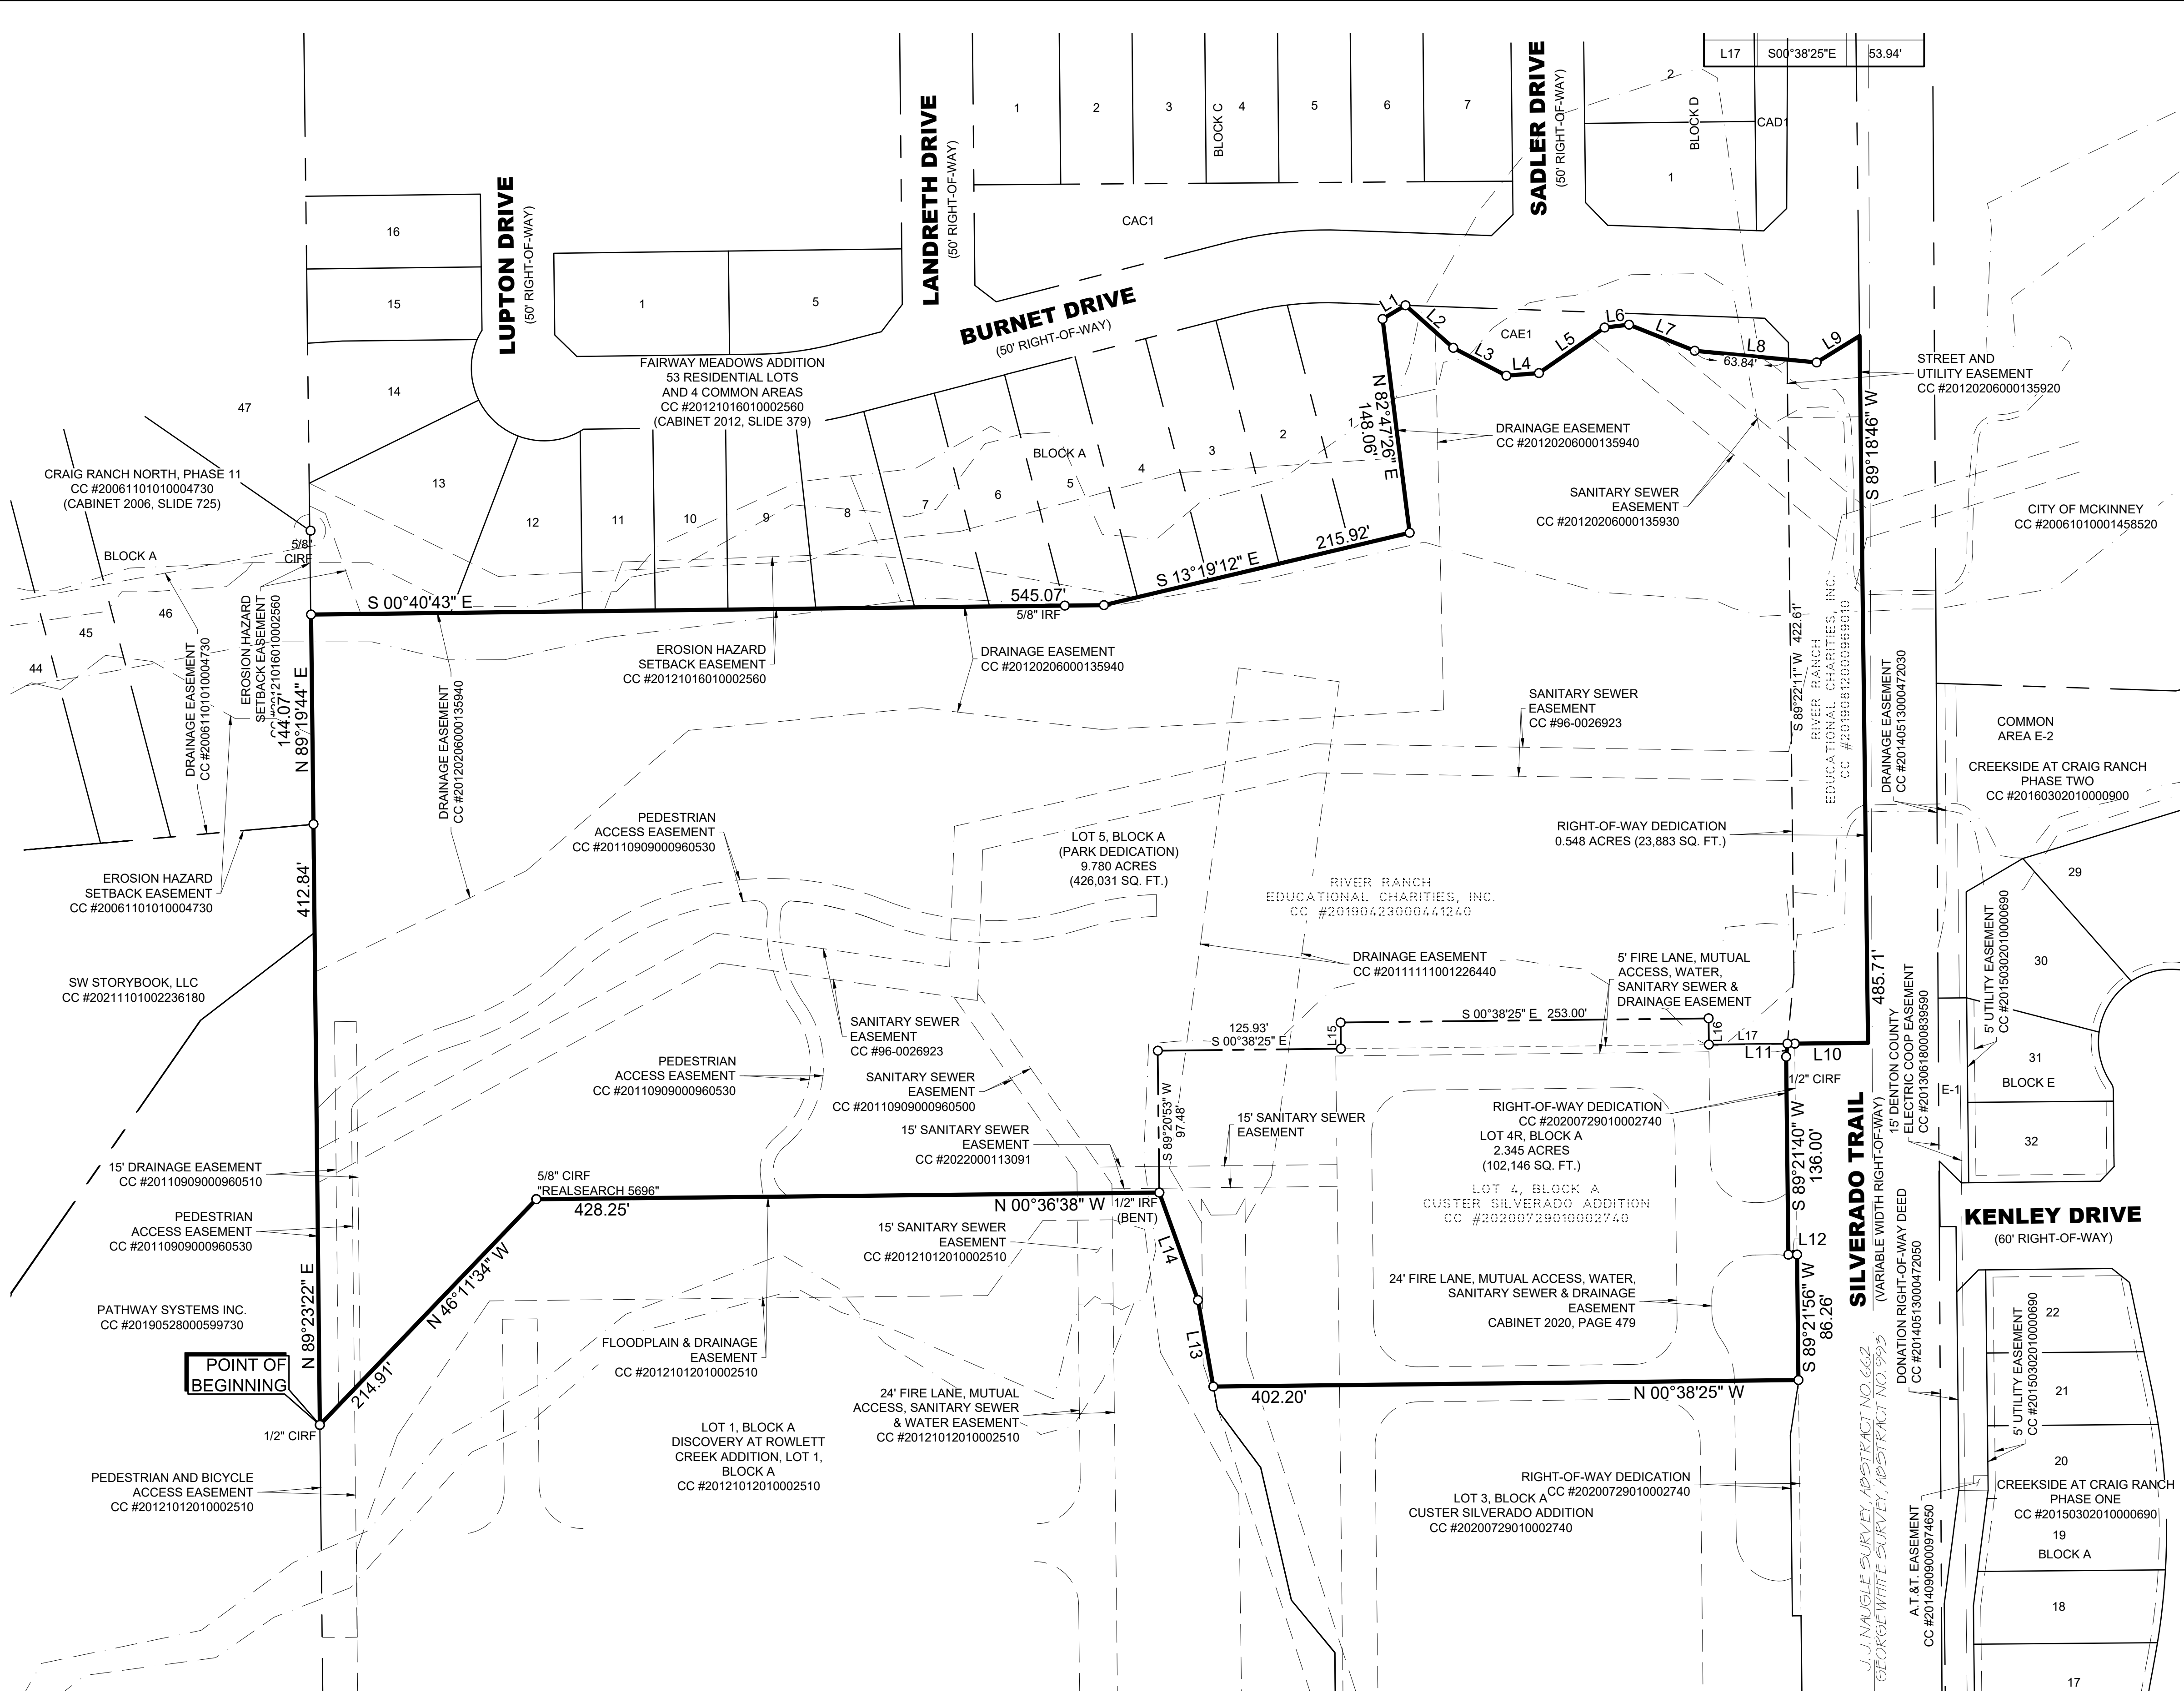 L17 S00°38'25"E 53.94'
LUPTON DRIVE
(50' RIGHT-OF-WAY)
LANDRETH DRIVE
(50' RIGHT-OF-WAY)
SADLER DRIVE
(50' RIGHT-OF-WAY)
BURNET DRIVE
(50' RIGHT-OF-WAY)
1
2
3
4
5
6
7
BLOCK C
CAC1
2
BLOCK D
CAD1
1
16
15
14
13
12
11
10
9
8
7
6
5
4
3
2
1
1
5
BLOCK A
47
46
45
44
BLOCK A
FAIRWAY MEADOWS ADDITION
53 RESIDENTIAL LOTS
AND 4 COMMON AREAS
CC #20121016010002560
(CABINET 2012, SLIDE 379)
CRAIG RANCH NORTH, PHASE 11
CC #20061101010004730
(CABINET 2006, SLIDE 725)
5/8"
CIRF
L1
L2
L3
L4
L5
L6
L7
L8
63.84'
L9
CAE1
N 82°47'26" E
148.06'
S 13°19'12" E
215.92'
S 00°40'43" E
545.07'
5/8" IRF
STREET AND
UTILITY EASEMENT
CC #20120206000135920
S 89°18'46" W
485.71'
DRAINAGE EASEMENT
CC #20120206000135940
SANITARY SEWER
EASEMENT
CC #20120206000135930
CITY OF MCKINNEY
CC #20061010001458520
EROSION HAZARD
SETBACK EASEMENT
CC #20121016010002560
144.07'
N 89°19'44" E
DRAINAGE EASEMENT
CC #20061101010004730
EROSION HAZARD
SETBACK EASEMENT
CC #20121016010002560
DRAINAGE EASEMENT
CC #20120206000135940
DRAINAGE EASEMENT
CC #20120206000135940
SANITARY SEWER
EASEMENT
CC #96-0026923
S 89°22'11" W 422.61'
RIVER RANCH
EDUCATIONAL CHARITIES, INC.
CC #20190612000969010
DRAINAGE EASEMENT
CC #20140513000472030
COMMON
AREA E-2
CREEKSIDE AT CRAIG RANCH
PHASE TWO
CC #20160302010000900
RIGHT-OF-WAY DEDICATION
0.548 ACRES (23,883 SQ. FT.)
PEDESTRIAN
ACCESS EASEMENT
CC #20110909000960530
LOT 5, BLOCK A
(PARK DEDICATION)
9.780 ACRES
(426,031 SQ. FT.)
RIVER RANCH
EDUCATIONAL CHARITIES, INC.
CC #20190423000441240
EROSION HAZARD
SETBACK EASEMENT
CC #20061101010004730
412.84'
N 89°23'22" E
SW STORYBOOK, LLC
CC #20211101002236180
DRAINAGE EASEMENT
CC #20111111001226440
5' FIRE LANE, MUTUAL
ACCESS, WATER,
SANITARY SEWER &
DRAINAGE EASEMENT
SANITARY SEWER
EASEMENT
CC #96-0026923
PEDESTRIAN
ACCESS EASEMENT
CC #20110909000960530
SANITARY SEWER
EASEMENT
CC #20110909000960500
125.93'
S 00°38'25" E
L15
S 00°38'25" E 253.00'
L16
L17
L11
L10
1/2" CIRF
S 89°20'53" W
97.48'
15' SANITARY SEWER
EASEMENT
CC #2022000113091
15' SANITARY SEWER
EASEMENT
RIGHT-OF-WAY DEDICATION
CC #20200729010002740
LOT 4R, BLOCK A
2.345 ACRES
(102,146 SQ. FT.)
LOT 4, BLOCK A
CUSTER SILVERADO ADDITION
CC #20200729010002740
S 89°21'40" W
136.00'
L12
S 89°21'56" W
86.26'
SILVERADO TRAIL
(VARIABLE WIDTH RIGHT-OF-WAY)
15' DENTON COUNTY
ELECTRIC COOP EASEMENT
CC #20130618000839590
5' UTILITY EASEMENT
CC #20150302010000690
29
30
31
BLOCK E
E-1
32
KENLEY DRIVE
(60' RIGHT-OF-WAY)
15' DRAINAGE EASEMENT
CC #20110909000960510
PEDESTRIAN
ACCESS EASEMENT
CC #20110909000960530
PATHWAY SYSTEMS INC.
CC #20190528000599730
POINT OF
BEGINNING
1/2" CIRF
PEDESTRIAN AND BICYCLE
ACCESS EASEMENT
CC #20121012010002510
N 46°11'34" W
214.91'
5/8" CIRF
"REALSEARCH 5696"
428.25'
N 00°36'38" W
1/2" IRF
(BENT)
15' SANITARY SEWER
EASEMENT
CC #20121012010002510
L14
L13
FLOODPLAIN & DRAINAGE
EASEMENT
CC #20121012010002510
24' FIRE LANE, MUTUAL
ACCESS, SANITARY SEWER
& WATER EASEMENT
CC #20121012010002510
24' FIRE LANE, MUTUAL ACCESS, WATER,
SANITARY SEWER & DRAINAGE
EASEMENT
CABINET 2020, PAGE 479
402.20'
N 00°38'25" W
LOT 1, BLOCK A
DISCOVERY AT ROWLETT
CREEK ADDITION, LOT 1,
BLOCK A
CC #20121012010002510
RIGHT-OF-WAY DEDICATION
CC #20200729010002740
LOT 3, BLOCK A
CUSTER SILVERADO ADDITION
CC #20200729010002740
J. J. NAUGLE SURVEY, ABSTRACT NO. 662
GEORGE WHITE SURVEY, ABSTRACT NO. 993
DONATION RIGHT-OF-WAY DEED
CC #20140513000472050
A.T.&T. EASEMENT
CC #20140909000974650
5' UTILITY EASEMENT
CC #20150302010000690
22
21
20
CREEKSIDE AT CRAIG RANCH
PHASE ONE
CC #20150302010000690
19
BLOCK A
18
17